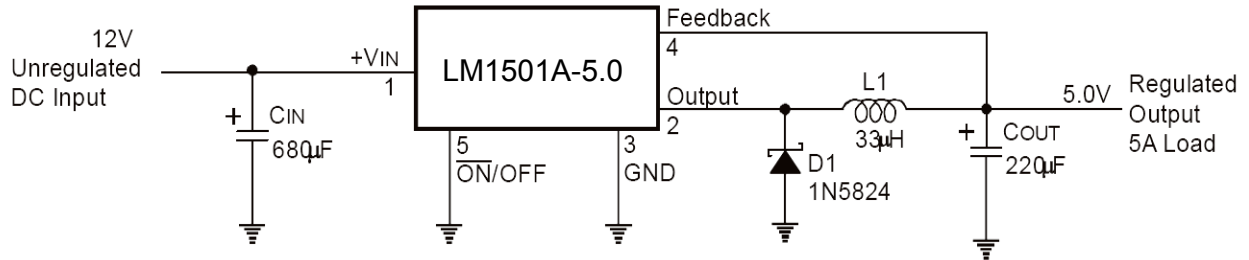 12V
Unregulated
DC Input
+VIN
1
CIN
680µF
+
LM1501A-5.0
5
ON/OFF
3
GND
Feedback
4
Output
2
D1
1N5824
L1
33µH
+
COUT
220µF
5.0V
Regulated
Output
5A Load